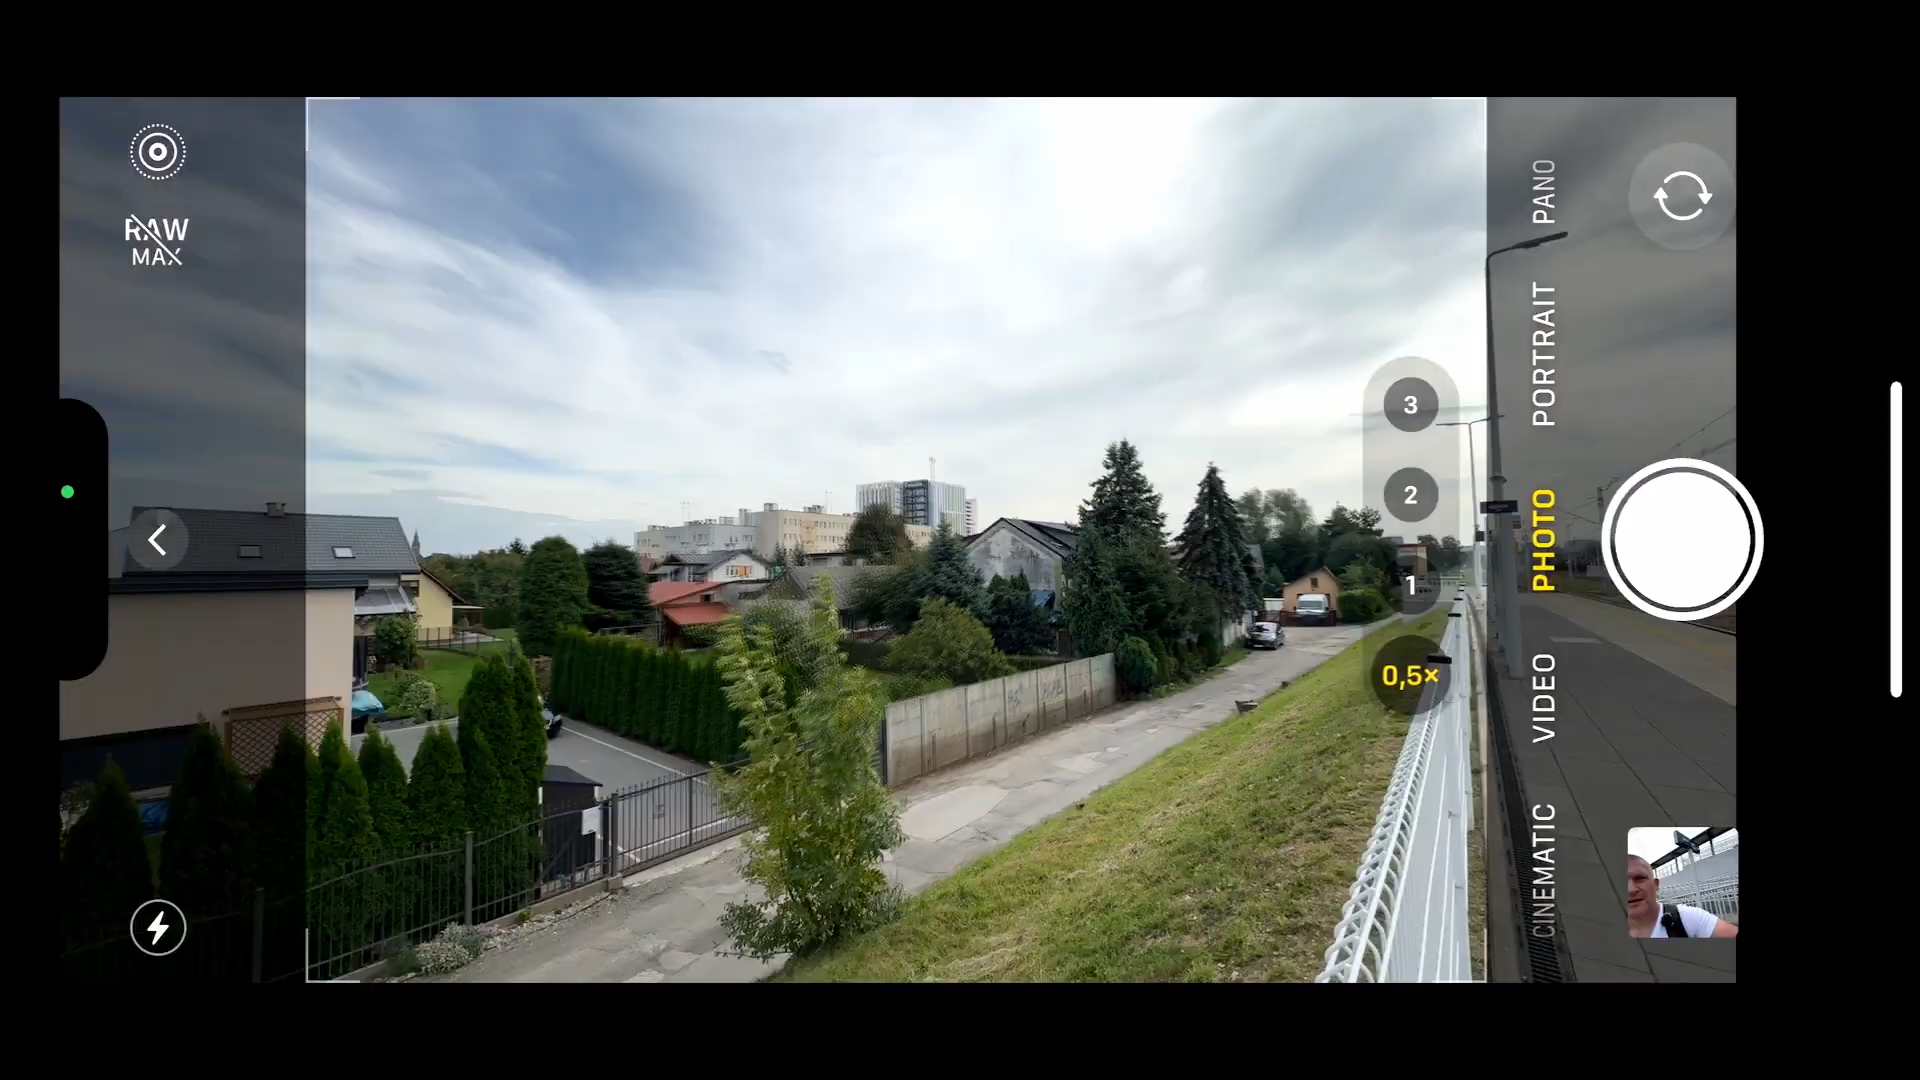 RAW
MAX
3
2
1
0,5×
PANO
PORTRAIT
PHOTO
VIDEO
CINEMATIC